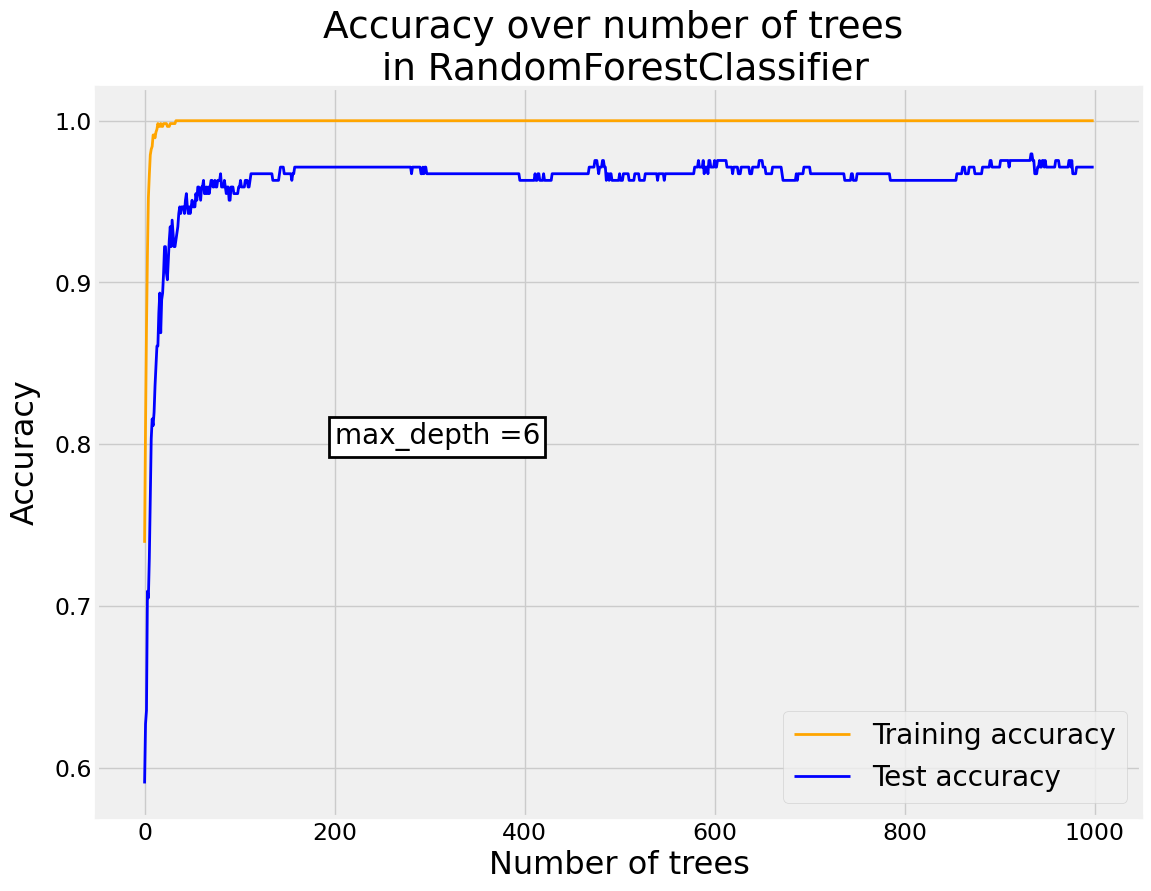 Accuracy over number of trees
in RandomForestClassifier
1.0
0.9
0.8
0.7
0.6
Accuracy
max_depth =6
Training accuracy
Test accuracy
0
200
400
600
800
1000
Number of trees